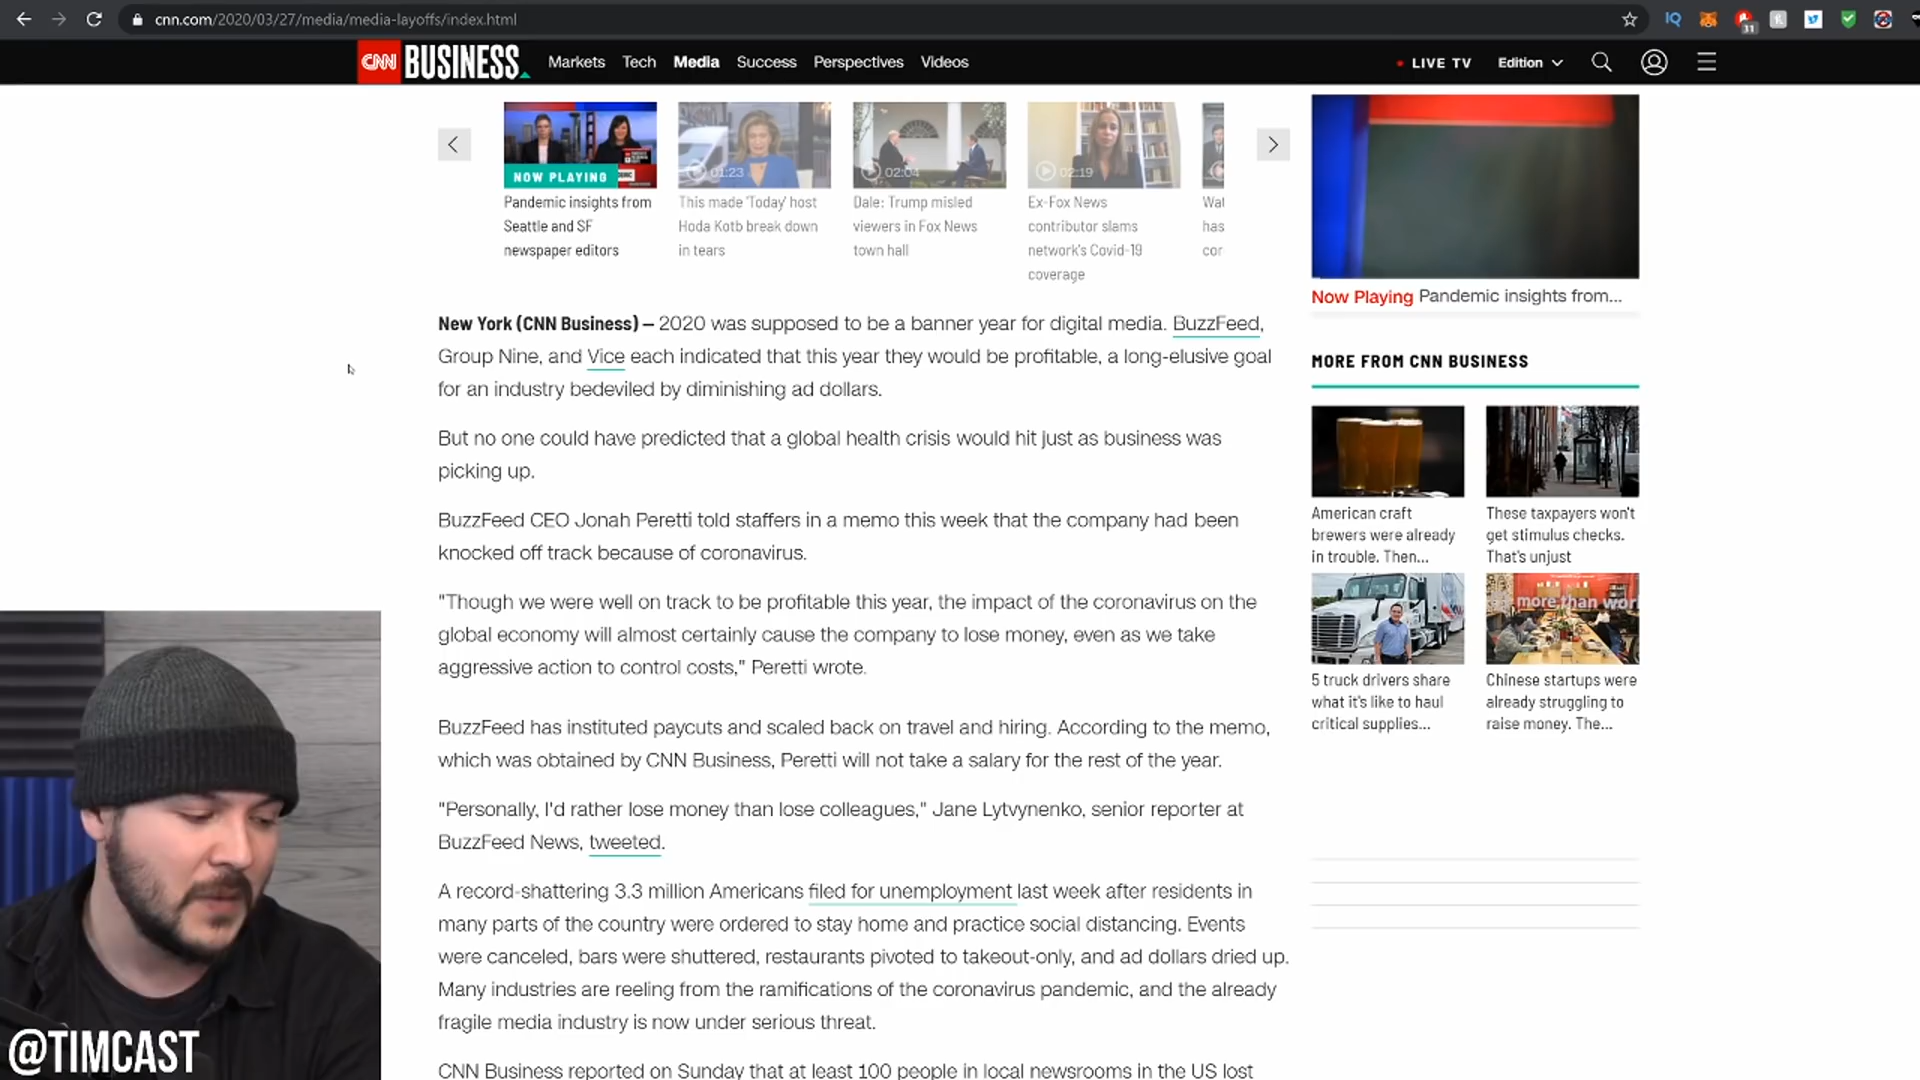 cnn.com/2020/03/27/media/media-layoffs/index.html
IQ
31
CNN BUSINESS
Markets Tech Media Success Perspectives Videos
LIVE TV Edition
NOW PLAYING
Pandemic insights from
Seattle and SF
newspaper editors
01:23
This made 'Today' host
Hoda Kotb break down
in tears
02:04
Dale: Trump misled
viewers in Fox News
town hall
02:19
Ex-Fox News
contributor slams
network's Covid-19
coverage
Wat
has
cor
Now Playing Pandemic insights from...
New York (CNN Business) — 2020 was supposed to be a banner year for digital media. BuzzFeed,
Group Nine, and Vice each indicated that this year they would be profitable, a long-elusive goal
for an industry bedeviled by diminishing ad dollars.
But no one could have predicted that a global health crisis would hit just as business was
picking up.
BuzzFeed CEO Jonah Peretti told staffers in a memo this week that the company had been
knocked off track because of coronavirus.
"Though we were well on track to be profitable this year, the impact of the coronavirus on the
global economy will almost certainly cause the company to lose money, even as we take
aggressive action to control costs," Peretti wrote.
BuzzFeed has instituted paycuts and scaled back on travel and hiring. According to the memo,
which was obtained by CNN Business, Peretti will not take a salary for the rest of the year.
"Personally, I'd rather lose money than lose colleagues," Jane Lytvynenko, senior reporter at
BuzzFeed News, tweeted.
A record-shattering 3.3 million Americans filed for unemployment last week after residents in
many parts of the country were ordered to stay home and practice social distancing. Events
were canceled, bars were shuttered, restaurants pivoted to takeout-only, and ad dollars dried up.
Many industries are reeling from the ramifications of the coronavirus pandemic, and the already
fragile media industry is now under serious threat.
CNN Business reported on Sunday that at least 100 people in local newsrooms in the US lost
MORE FROM CNN BUSINESS
American craft
brewers were already
in trouble. Then...
These taxpayers won't
get stimulus checks.
That's unjust
5 truck drivers share
what it's like to haul
critical supplies...
more than wor
Chinese startups were
already struggling to
raise money. The...
@TIMCAST